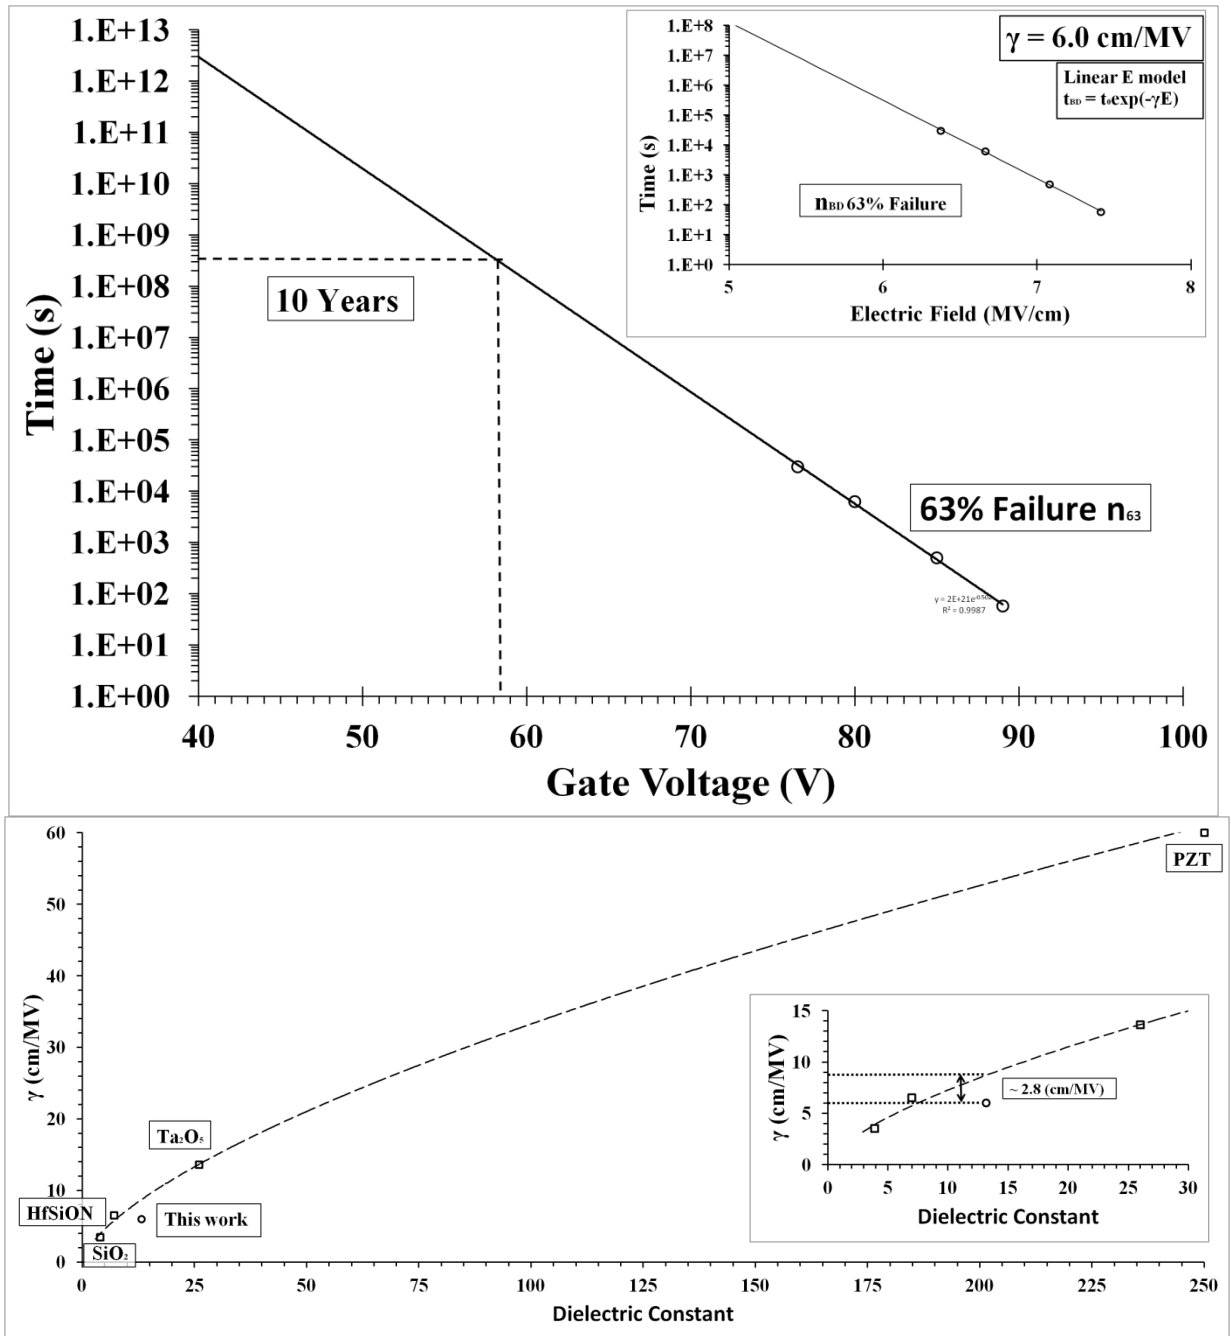 1.E+13
1.E+12
1.E+11
1.E+10
1.E+09
1.E+08
1.E+07
1.E+06
1.E+05
1.E+04
1.E+03
1.E+02
1.E+01
1.E+00
Time (s)
40 50 60 70 80 90 100
Gate Voltage (V)
10 Years
63% Failure n₆₃
R² = 0.9987
1.E+8
1.E+7
1.E+6
1.E+5
1.E+4
1.E+3
1.E+2
1.E+1
1.E+0
Time (s)
5 6 7 8
Electric Field (MV/cm)
γ = 6.0 cm/MV
Linear E model
t_BD = t₀exp(-γE)
n_BD 63% Failure
60
50
40
30
20
10
0
γ (cm/MV)
0 25 50 75 100 125 150 175 200 225 250
Dielectric Constant
PZT
Ta₂O₅
HfSiON
This work
SiO₂
15
10
5
0
γ (cm/MV)
0 5 10 15 20 25 30
Dielectric Constant
~ 2.8 (cm/MV)